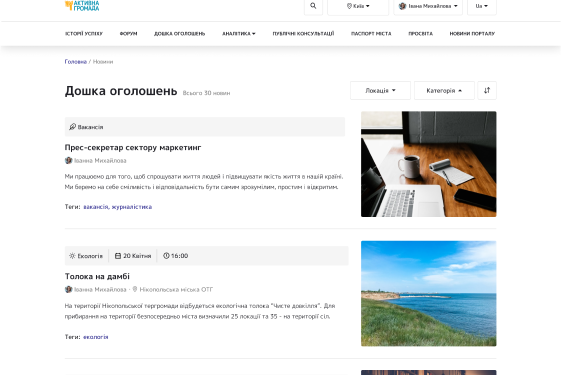 АКТИВНА
ГРОМАДА
Київ
Іванна Михайлова
Ua
ІСТОРІЇ УСПІХУ
ФОРУМ
ДОШКА ОГОЛОШЕНЬ
АНАЛІТИКА
ПУБЛІЧНІ КОНСУЛЬТАЦІЇ
ПАСПОРТ МІСТА
ПРОСВІТА
НОВИНИ ПОРТАЛУ
Головна / Новини
Дошка оголошень
Всього 30 новин
Локація
Категорія
Вакансія
Прес-секретар сектору маркетинг
Іванна Михайлова
Ми працюємо для того, щоб спрощувати життя людей і підвищувати якість життя в нашій країні.
Ми беремо на себе сміливість і відповідальність бути самим зрозумілим, простим і відкритим.
Теги: вакансія, журналістика
Екологія
20 Квітня
16:00
Толока на дамбі
Іванна Михайлова · Нікопольська міська ОТГ
На території Нікопольської тергромади відбудеться екологічна толока "Чисте довкілля". Для
прибирання на території безпосередньо міста визначили 25 локації та 35 - на території сіл.
Теги: екологія